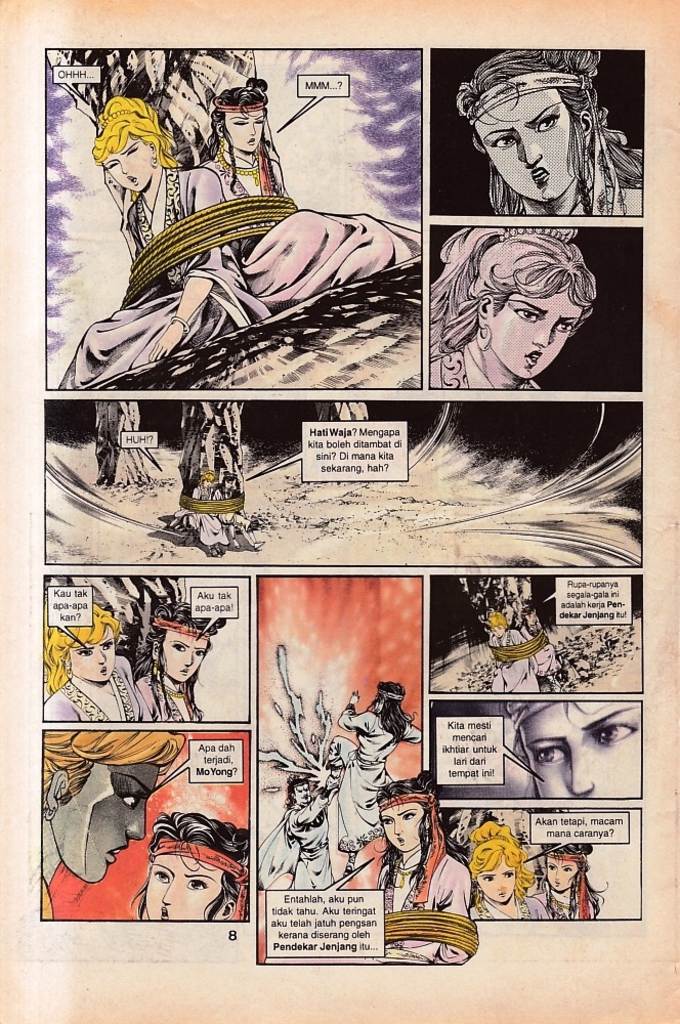 OHHH...
MMM...?
HUH!?
Hati Waja? Mengapa
kita boleh ditambat di
sini? Di mana kita
sekarang, hah?
Kau tak
apa-apa
kan?
Aku tak
apa-apa!
Apa dah
terjadi,
MoYong?
Entahlah, aku pun
tidak tahu. Aku teringat
aku telah jatuh pengsan
kerana diserang oleh
Pendekar Jenjang itu...
Rupa-rupanya
segala-gala ini
adalah kerja Pen-
dekar Jenjang itu!
Kita mesti
mencari
ikhtiar untuk
lari dari
tempat ini!
Akan tetapi, macam
mana caranya?
8